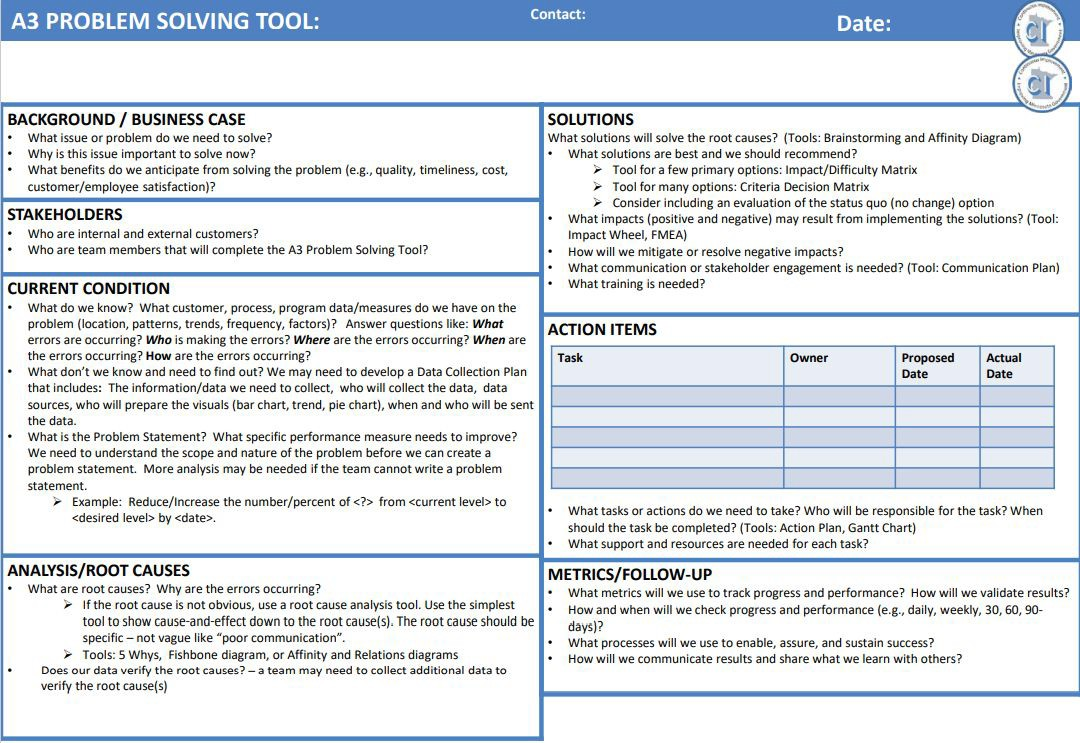 A3 PROBLEM SOLVING TOOL:
Contact:
Date:
BACKGROUND / BUSINESS CASE
• What issue or problem do we need to solve?
• Why is this issue important to solve now?
• What benefits do we anticipate from solving the problem (e.g., quality, timeliness, cost,
customer/employee satisfaction)?
STAKEHOLDERS
• Who are internal and external customers?
• Who are team members that will complete the A3 Problem Solving Tool?
CURRENT CONDITION
• What do we know? What customer, process, program data/measures do we have on the
problem (location, patterns, trends, frequency, factors)? Answer questions like: What
errors are occurring? Who is making the errors? Where are the errors occurring? When are
the errors occurring? How are the errors occurring?
• What don't we know and need to find out? We may need to develop a Data Collection Plan
that includes: The information/data we need to collect, who will collect the data, data
sources, who will prepare the visuals (bar chart, trend, pie chart), when and who will be sent
the data.
• What is the Problem Statement? What specific performance measure needs to improve?
We need to understand the scope and nature of the problem before we can create a
problem statement. More analysis may be needed if the team cannot write a problem
statement.
➢ Example: Reduce/Increase the number/percent of <?> from <current level> to
<desired level> by <date>.
ANALYSIS/ROOT CAUSES
• What are root causes? Why are the errors occurring?
➢ If the root cause is not obvious, use a root cause analysis tool. Use the simplest
tool to show cause-and-effect down to the root cause(s). The root cause should be
specific – not vague like “poor communication”.
➢ Tools: 5 Whys, Fishbone diagram, or Affinity and Relations diagrams
• Does our data verify the root causes? – a team may need to collect additional data to
verify the root cause(s)
SOLUTIONS
What solutions will solve the root causes? (Tools: Brainstorming and Affinity Diagram)
• What solutions are best and we should recommend?
➢ Tool for a few primary options: Impact/Difficulty Matrix
➢ Tool for many options: Criteria Decision Matrix
➢ Consider including an evaluation of the status quo (no change) option
• What impacts (positive and negative) may result from implementing the solutions? (Tool:
Impact Wheel, FMEA)
• How will we mitigate or resolve negative impacts?
• What communication or stakeholder engagement is needed? (Tool: Communication Plan)
• What training is needed?
ACTION ITEMS
Task Owner Proposed Actual
Date Date
• What tasks or actions do we need to take? Who will be responsible for the task? When
should the task be completed? (Tools: Action Plan, Gantt Chart)
• What support and resources are needed for each task?
METRICS/FOLLOW-UP
• What metrics will we use to track progress and performance? How will we validate results?
• How and when will we check progress and performance (e.g., daily, weekly, 30, 60, 90-
days)?
• What processes will we use to enable, assure, and sustain success?
• How will we communicate results and share what we learn with others?
CI
CI